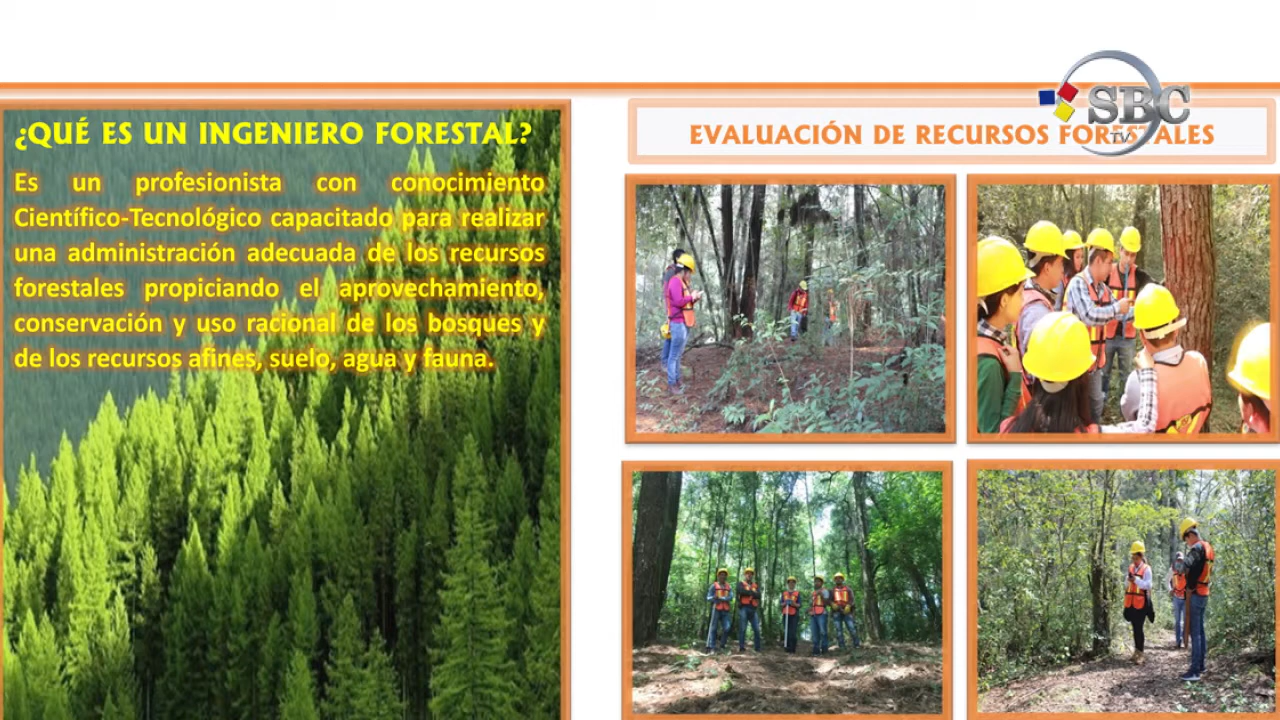 ¿QUÉ ES UN INGENIERO FORESTAL?
Es un profesionista con conocimiento
Científico-Tecnológico capacitado para realizar
una administración adecuada de los recursos
forestales propiciando el aprovechamiento,
conservación y uso racional de los bosques y
de los recursos afines, suelo, agua y fauna.
SBC
TV
EVALUACIÓN DE RECURSOS FORESTALES